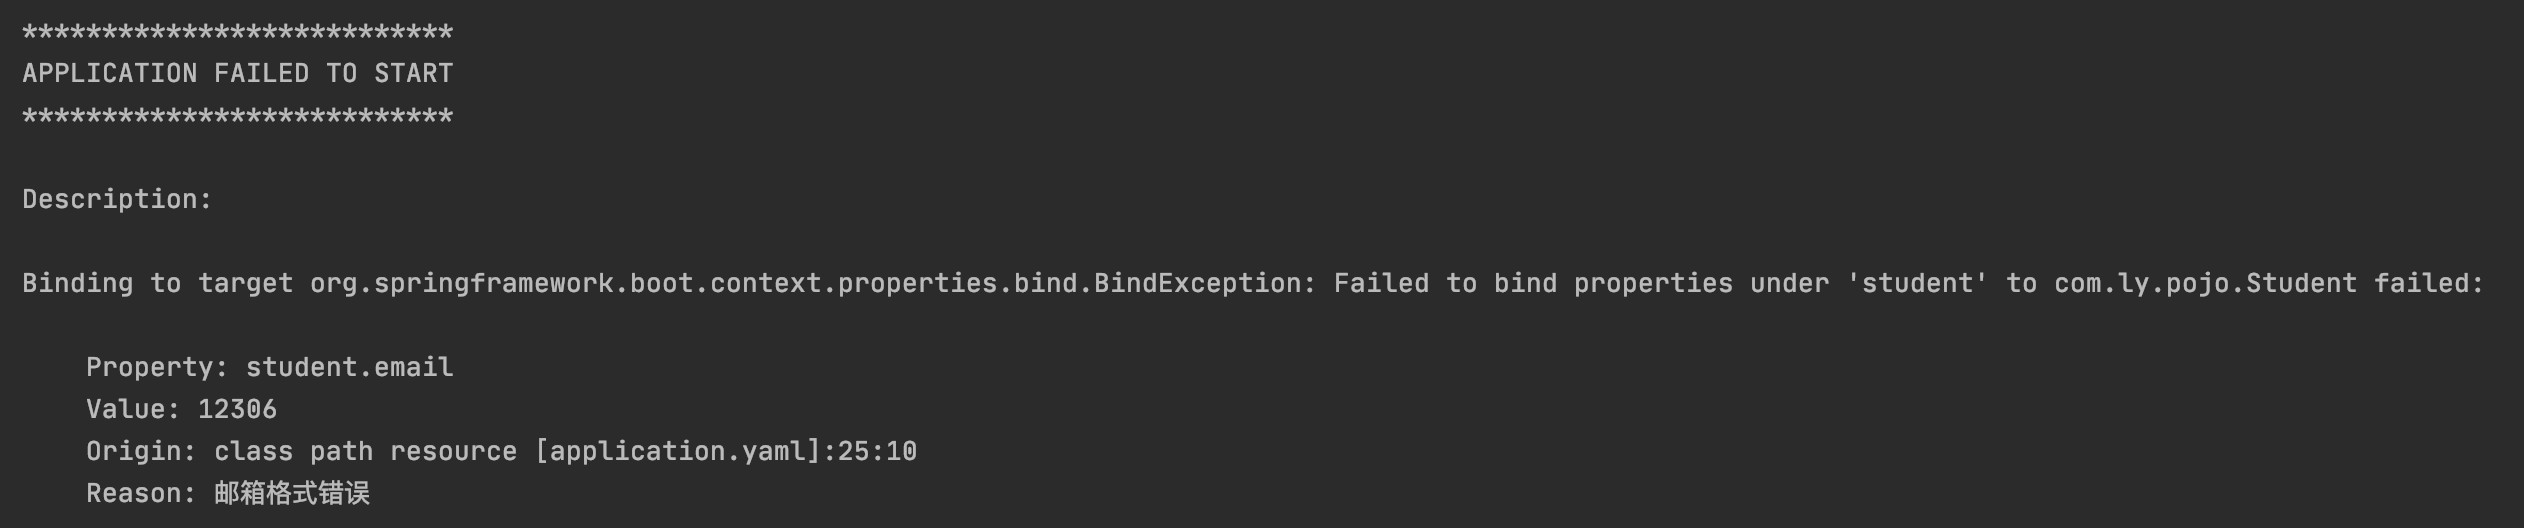 ***************************
APPLICATION FAILED TO START
***************************
Description:
Binding to target org.springframework.boot.context.properties.bind.BindException: Failed to bind properties under 'student' to com.ly.pojo.Student failed:
Property: student.email
Value: 12306
Origin: class path resource [application.yaml]:25:10
Reason: 邮箱格式错误